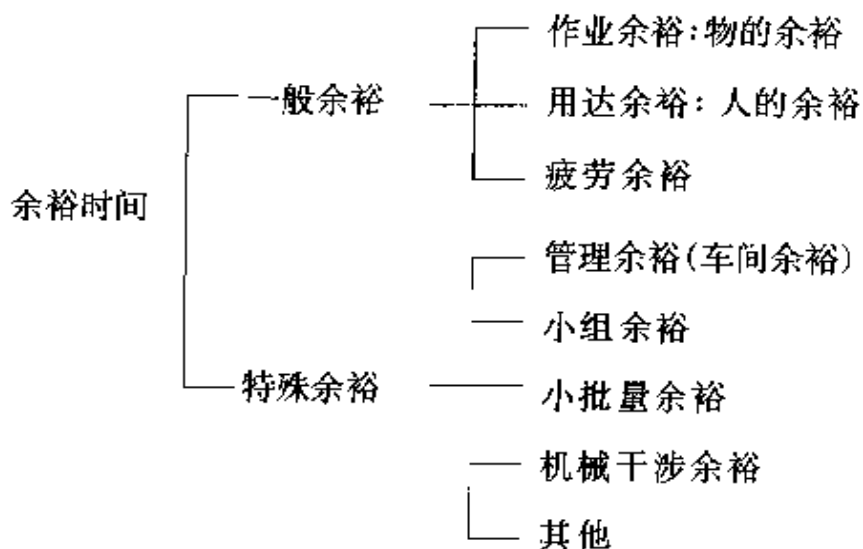 作业余裕:物的余裕
一般余裕
用达余裕:人的余裕
疲劳余裕
余裕时间
管理余裕(车间余裕)
小组余裕
特殊余裕
小批量余裕
机械干涉余裕
其他